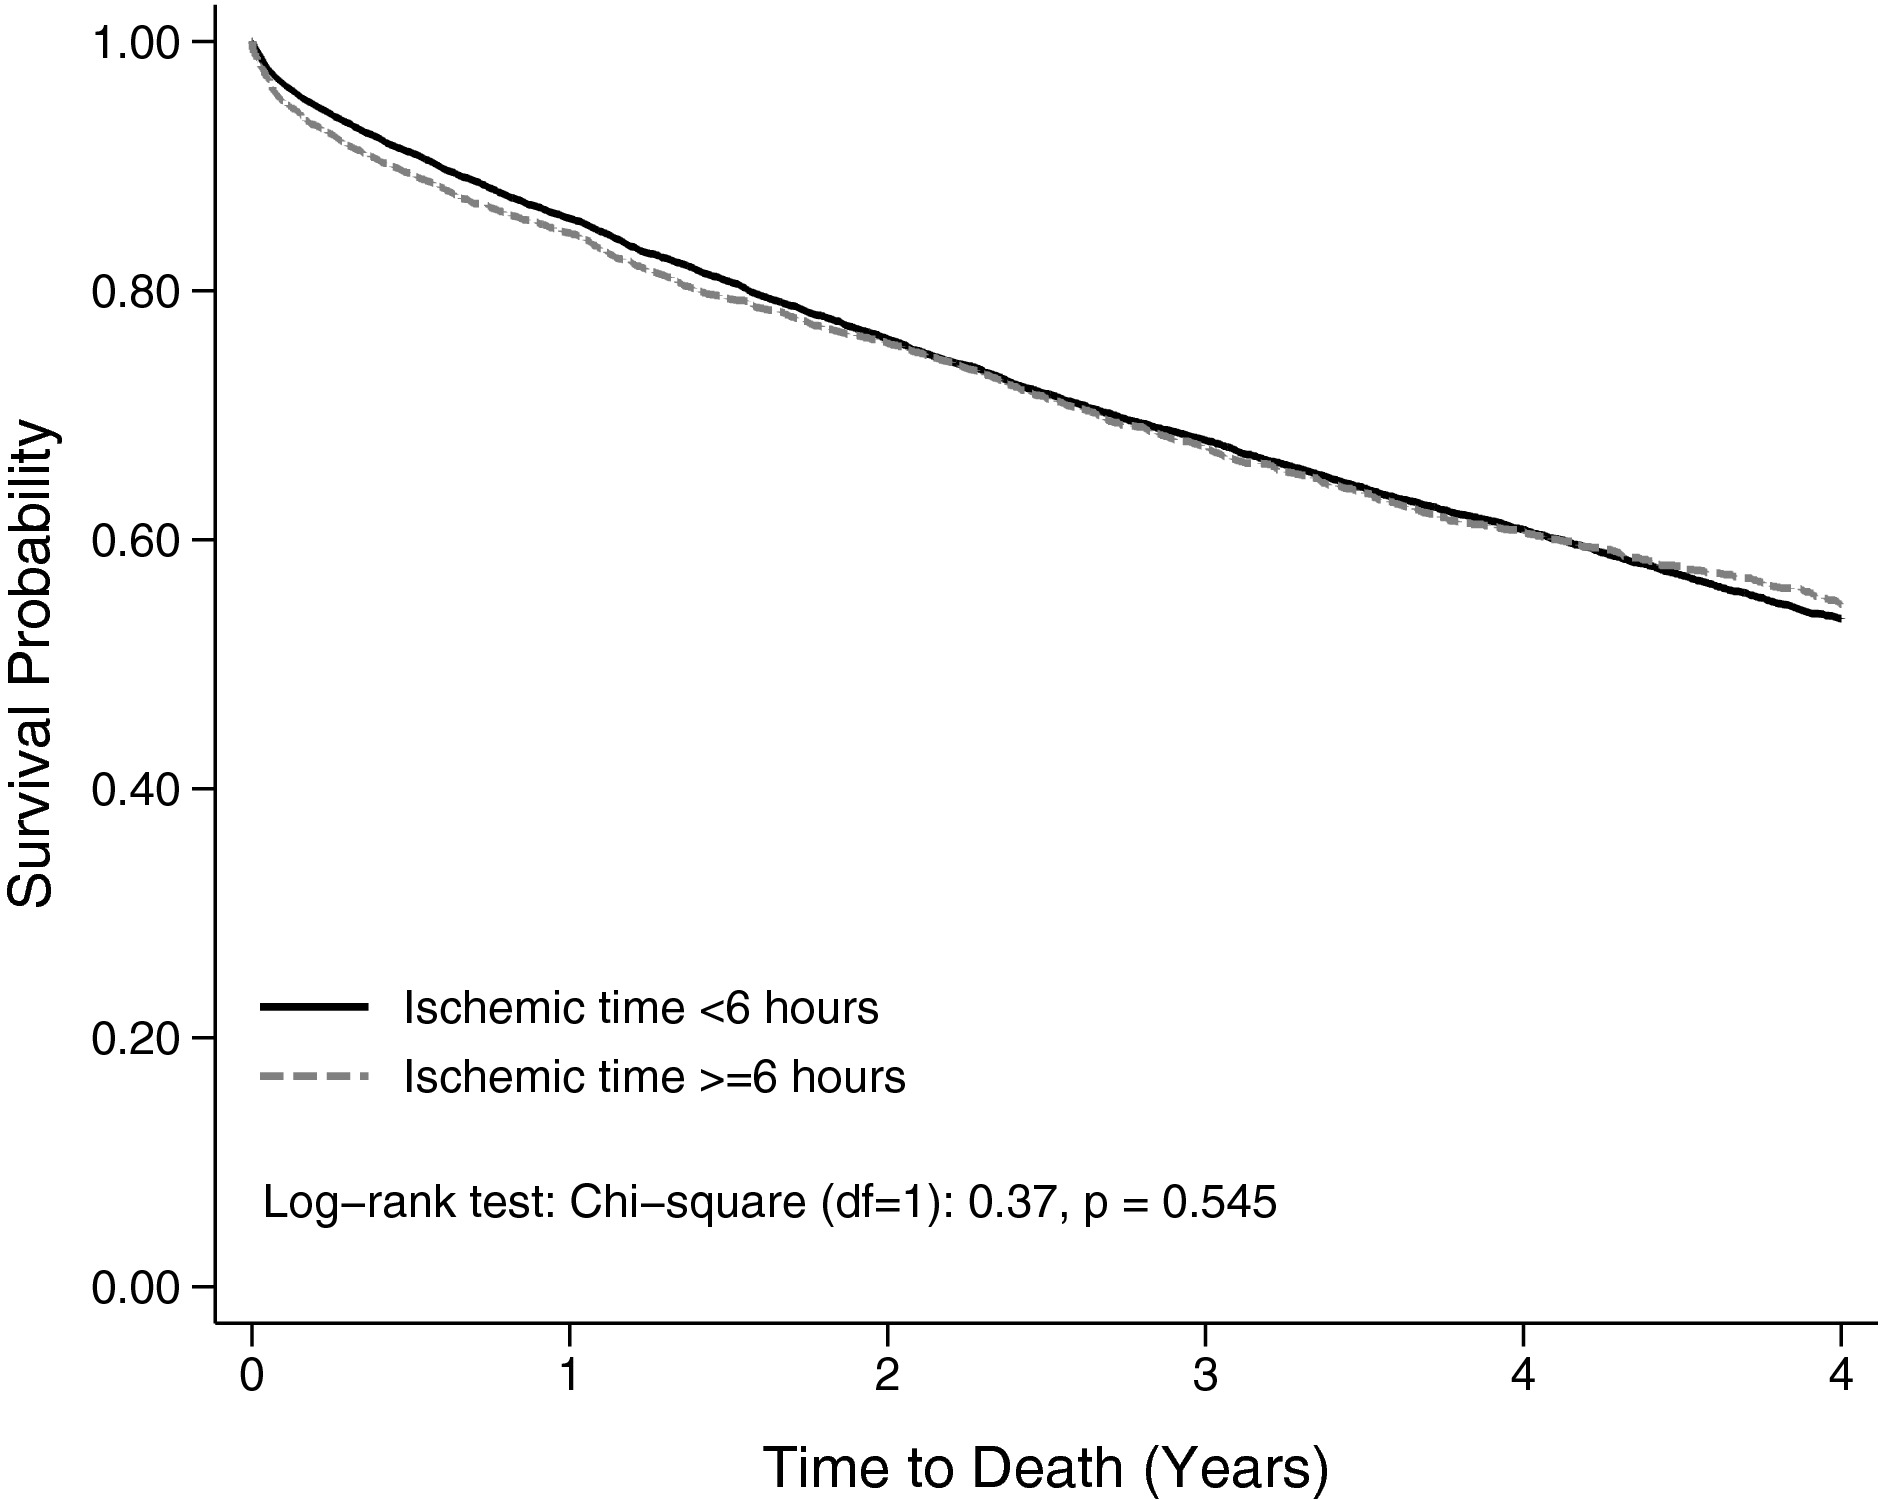 1.00
0.80
0.60
0.40
0.20
0.00
Survival Probability
Ischemic time <6 hours
Ischemic time >=6 hours
Log−rank test: Chi−square (df=1): 0.37, p = 0.545
0 1 2 3 4 4
Time to Death (Years)